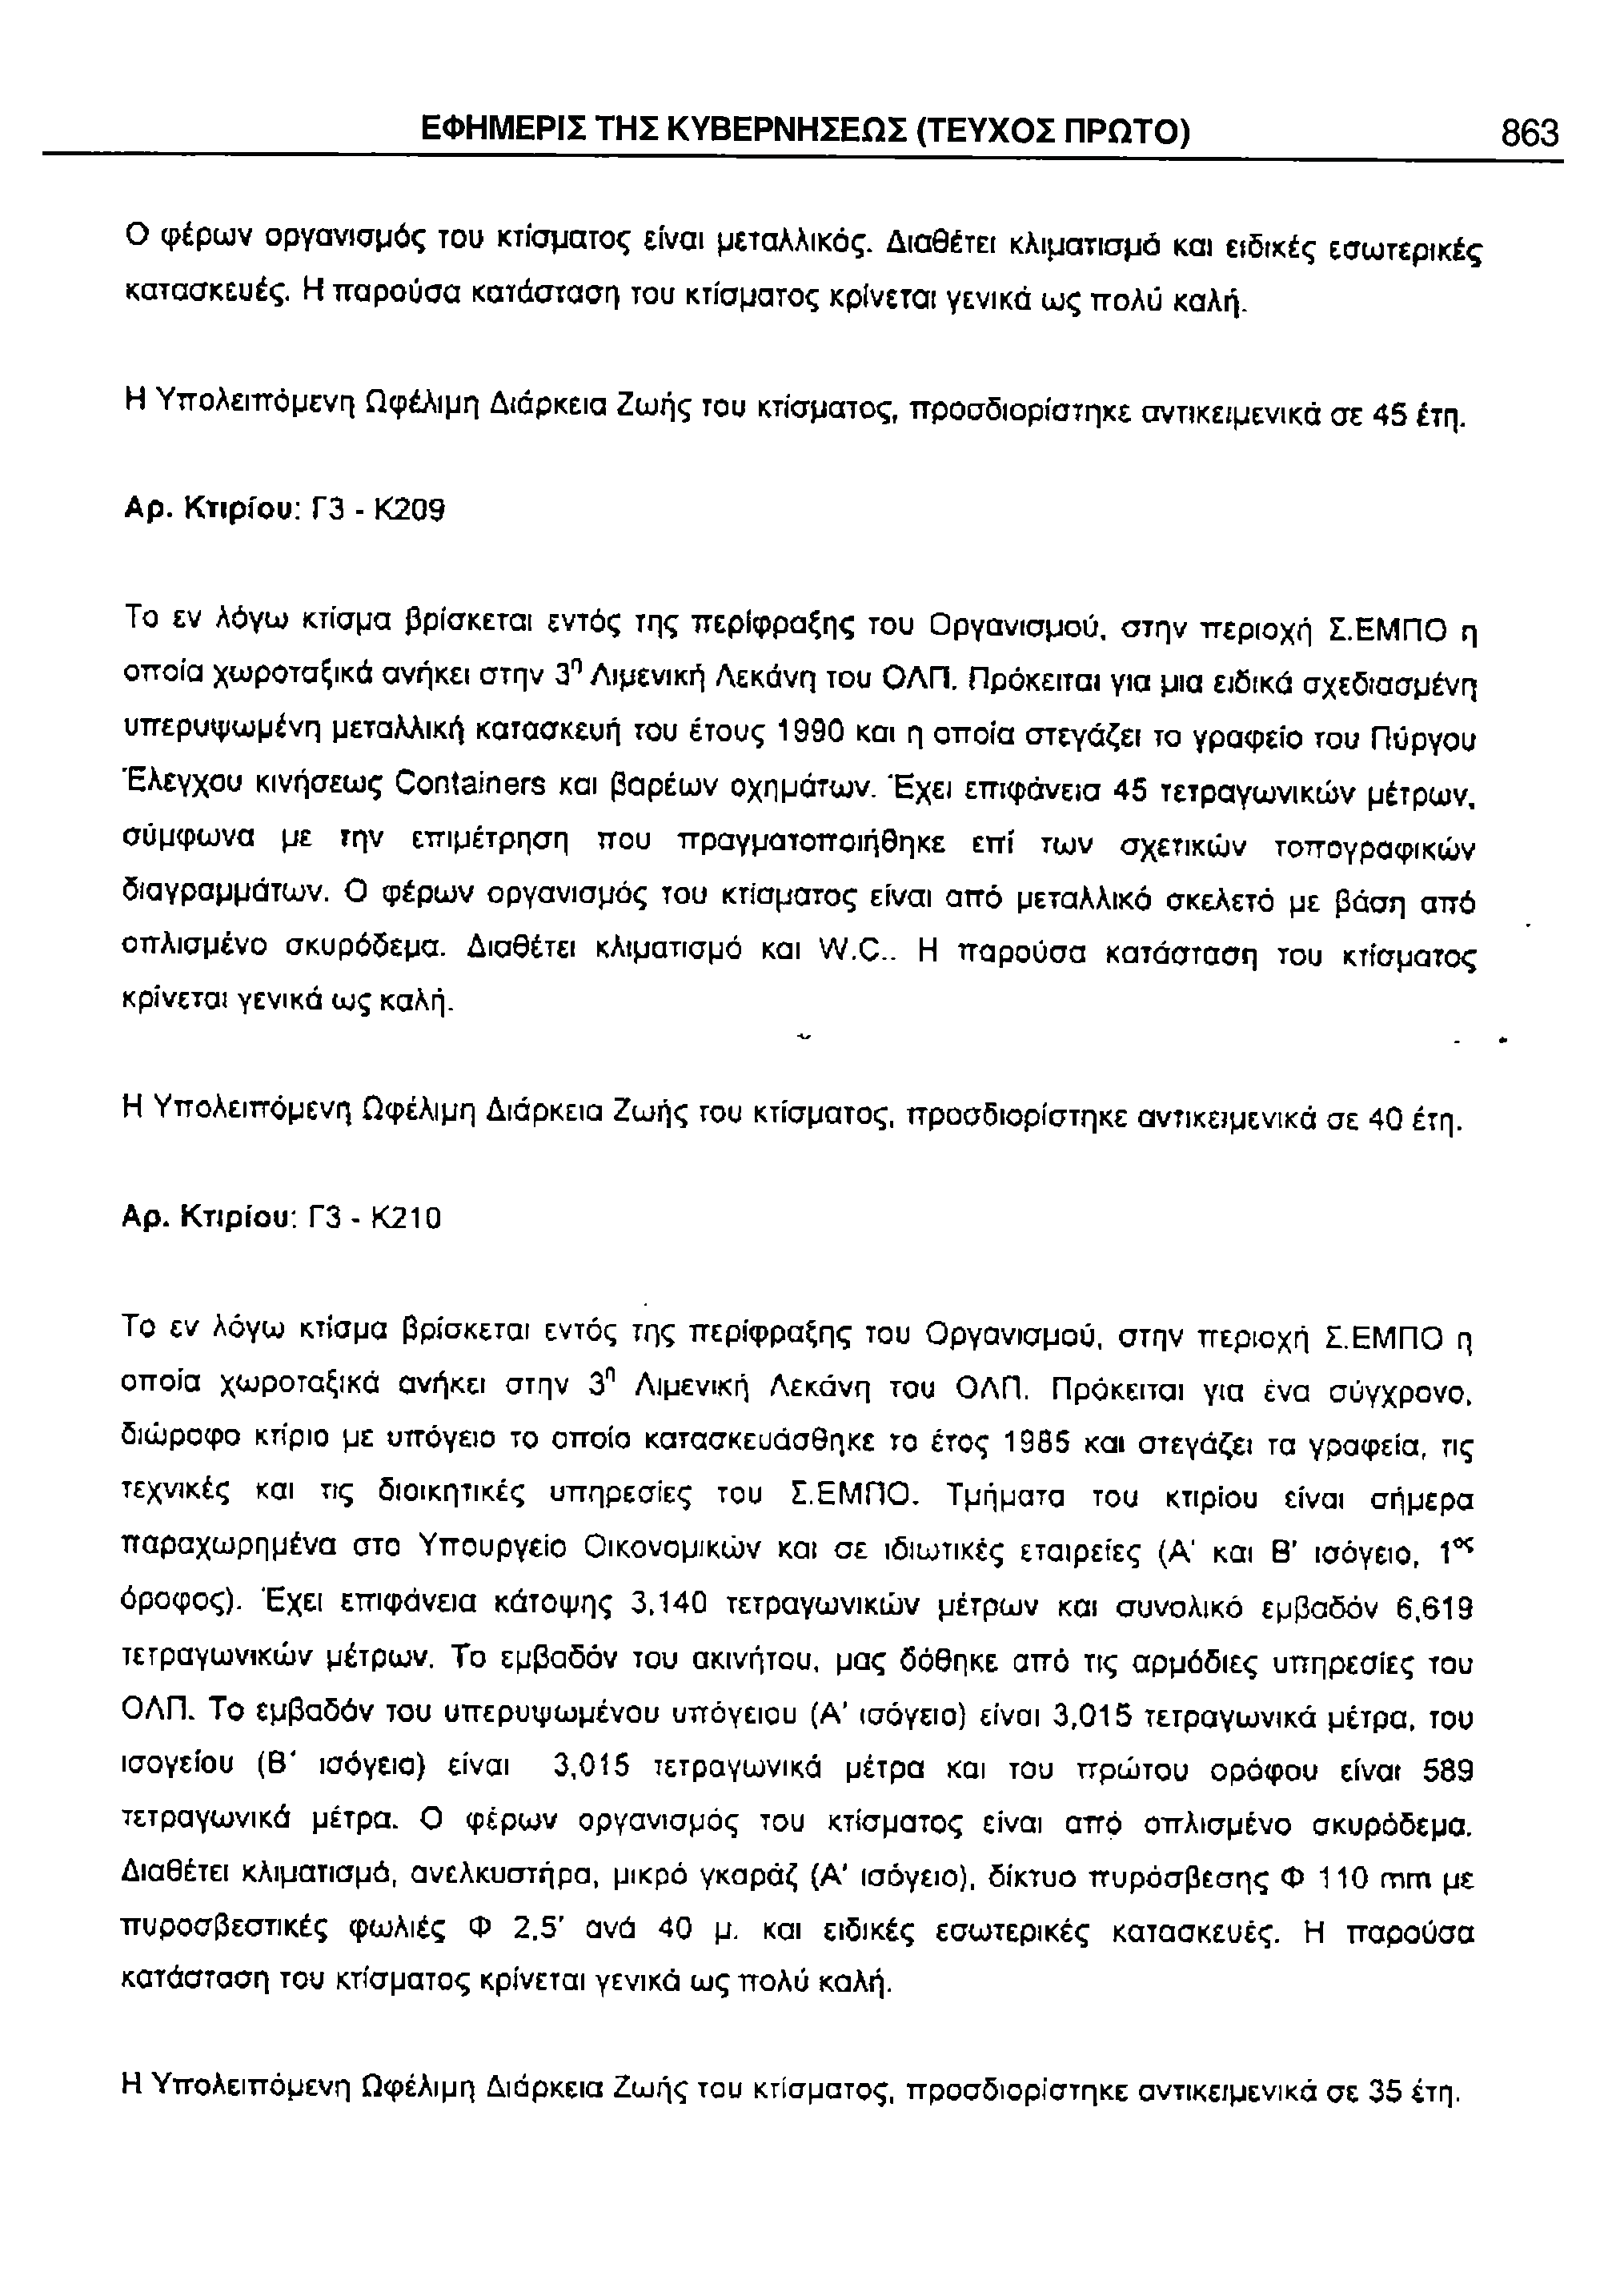 ΕΦΗΜΕΡΙΣ ΤΗΣ ΚΥΒΕΡΝΗΣΕΩΣ (ΤΕΥΧΟΣ ΠΡΩΤΟ) 863
Ο φέρων οργανισμός του κτίσματος είναι μεταλλικός. Διαθέτει κλιματισμό και ειδικές εσωτερικές
κατασκευές. Η παρούσα κατάσταση του κτίσματος κρίνεται γενικά ως πολύ καλή.
Η Υπολειπόμενη Ωφέλιμη Διάρκεια Ζωής του κτίσματος, προσδιορίστηκε αντικειμενικά σε 45 έτη.
Αρ. Κτιρίου: Γ3 - Κ209
Το εν λόγω κτίσμα βρίσκεται εντός της περίφραξης του Οργανισμού, στην περιοχή Σ.ΕΜΠΟ η
οποία χωροταξικά ανήκει στην 3η Λιμενική Λεκάνη του ΟΛΠ. Πρόκειται για μια ειδικά σχεδιασμένη
υπερυψωμένη μεταλλική κατασκευή του έτους 1990 και η οποία στεγάζει το γραφείο του Πύργου
Έλεγχου κινήσεως Containers και βαρέων οχημάτων. Έχει επιφάνεια 45 τετραγωνικών μέτρων,
σύμφωνα με την επιμέτρηση που πραγματοποιήθηκε επί των σχετικών τοπογραφικών
διαγραμμάτων. Ο φέρων οργανισμός του κτίσματος είναι από μεταλλικό σκελετό με βάση από
οπλισμένο σκυρόδεμα. Διαθέτει κλιματισμό και W.C.. Η παρούσα κατάσταση του κτίσματος
κρίνεται γενικά ως καλή.
Η Υπολειπόμενη Ωφέλιμη Διάρκεια Ζωής του κτίσματος, προσδιορίστηκε αντικειμενικά σε 40 έτη.
Αρ. Κτιρίου: Γ3 - Κ210
Το εν λόγω κτίσμα βρίσκεται εντός της περίφραξης του Οργανισμού, στην περιοχή Σ.ΕΜΠΟ η
οποία χωροταξικά ανήκει στην 3η Λιμενική Λεκάνη του ΟΛΠ. Πρόκειται για ένα σύγχρονο,
διώροφο κτίριο με υπόγειο το οποίο κατασκευάσθηκε το έτος 1985 και στεγάζει τα γραφεία, τις
τεχνικές και τις διοικητικές υπηρεσίες του Σ.ΕΜΠΟ. Τμήματα του κτιρίου είναι σήμερα
παραχωρημένα στο Υπουργείο Οικονομικών και σε ιδιωτικές εταιρείες (Α' και Β' ισόγειο, 1ος
όροφος). Έχει επιφάνεια κάτοψης 3,140 τετραγωνικών μέτρων και συνολικό εμβαδόν 6,619
τετραγωνικών μέτρων. Το εμβαδόν του ακινήτου, μας δόθηκε από τις αρμόδιες υπηρεσίες του
ΟΛΠ. Το εμβαδόν του υπερυψωμένου υπόγειου (Α' ισόγειο) είναι 3,015 τετραγωνικά μέτρα, του
ισογείου (Β' ισόγειο) είναι 3,015 τετραγωνικά μέτρα και του πρώτου ορόφου είναι 589
τετραγωνικά μέτρα. Ο φέρων οργανισμός του κτίσματος είναι από οπλισμένο σκυρόδεμα.
Διαθέτει κλιματισμό, ανελκυστήρα, μικρό γκαράζ (Α' ισόγειο), δίκτυο πυρόσβεσης Φ 110 mm με
πυροσβεστικές φωλιές Φ 2,5' ανά 40 μ. και ειδικές εσωτερικές κατασκευές. Η παρούσα
κατάσταση του κτίσματος κρίνεται γενικά ως πολύ καλή.
Η Υπολειπόμενη Ωφέλιμη Διάρκεια Ζωής του κτίσματος, προσδιορίστηκε αντικειμενικά σε 35 έτη.